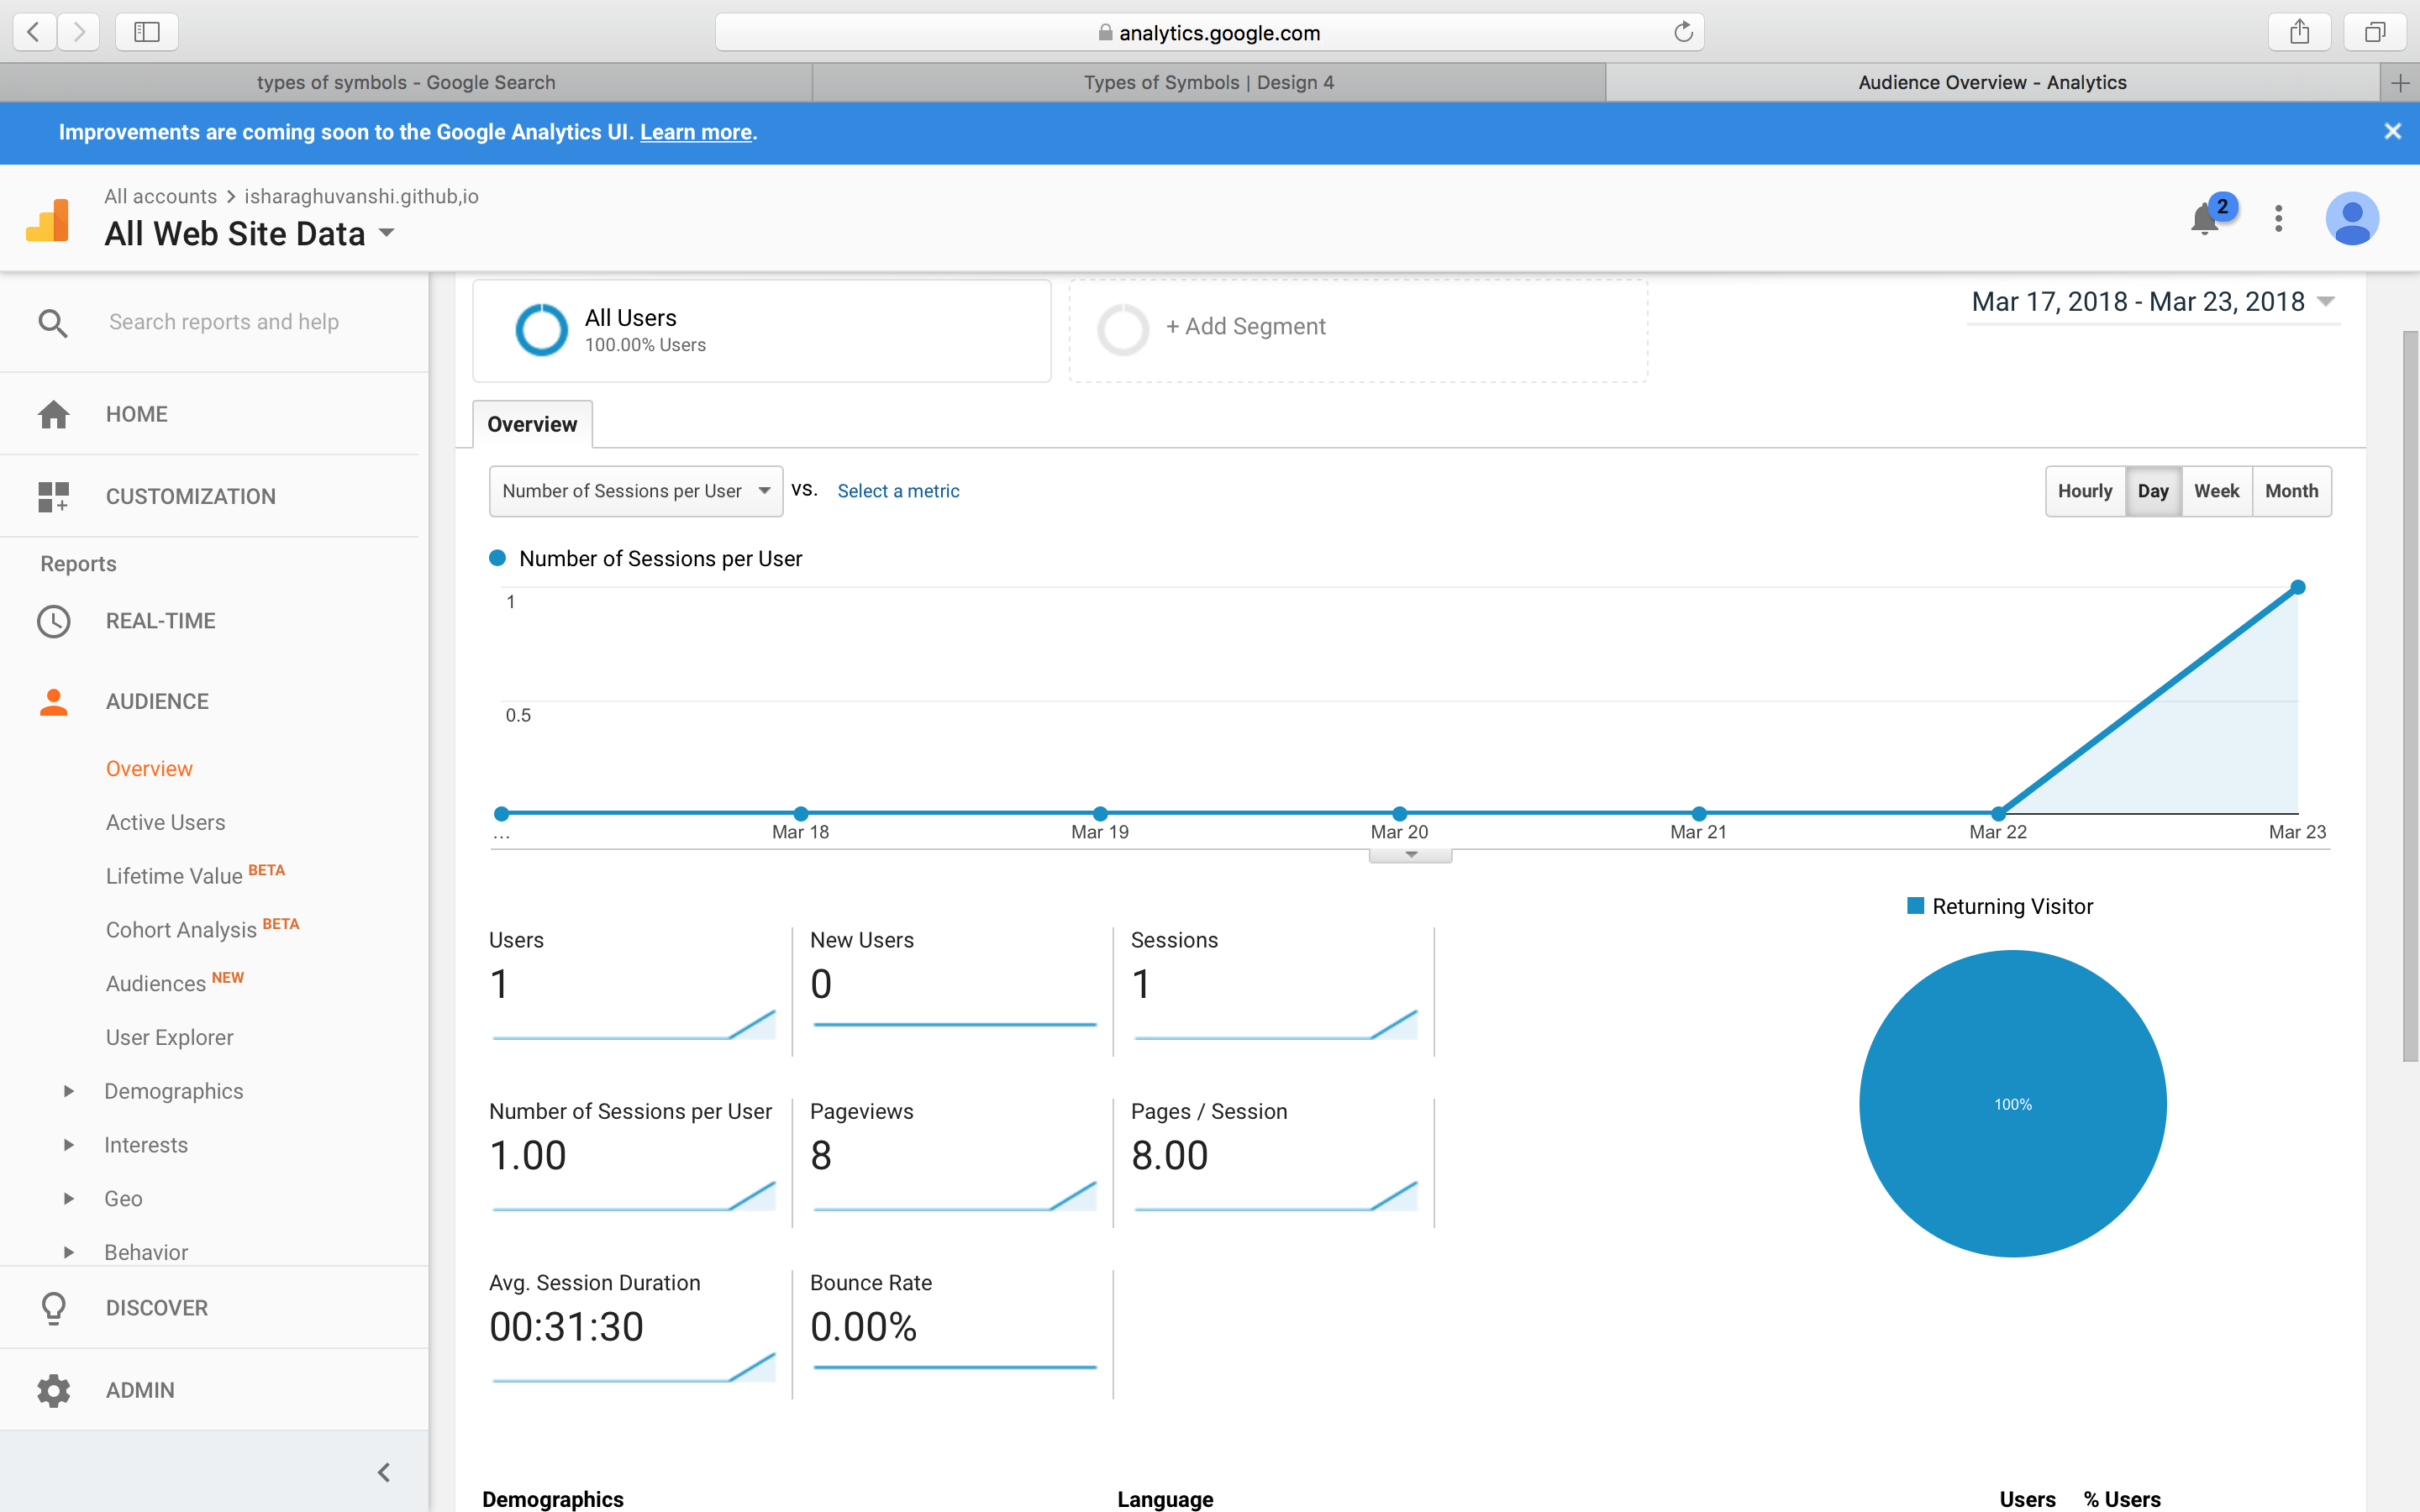 analytics.google.com
types of symbols - Google Search
Types of Symbols | Design 4
Audience Overview - Analytics
Improvements are coming soon to the Google Analytics UI. Learn more.
All accounts > isharaghuvanshi.github,io
All Web Site Data
2
Search reports and help
HOME
CUSTOMIZATION
Reports
REAL-TIME
AUDIENCE
Overview
Active Users
Lifetime Value BETA
Cohort Analysis BETA
Audiences NEW
User Explorer
Demographics
Interests
Geo
Behavior
DISCOVER
ADMIN
All Users
100.00% Users
+ Add Segment
Mar 17, 2018 - Mar 23, 2018
Overview
Number of Sessions per User VS. Select a metric
Hourly Day Week Month
Number of Sessions per User
1
0.5
... Mar 18 Mar 19 Mar 20 Mar 21 Mar 22 Mar 23
Returning Visitor
100%
Users
1
New Users
0
Sessions
1
Number of Sessions per User
1.00
Pageviews
8
Pages / Session
8.00
Avg. Session Duration
00:31:30
Bounce Rate
0.00%
Demographics
Language
Users % Users